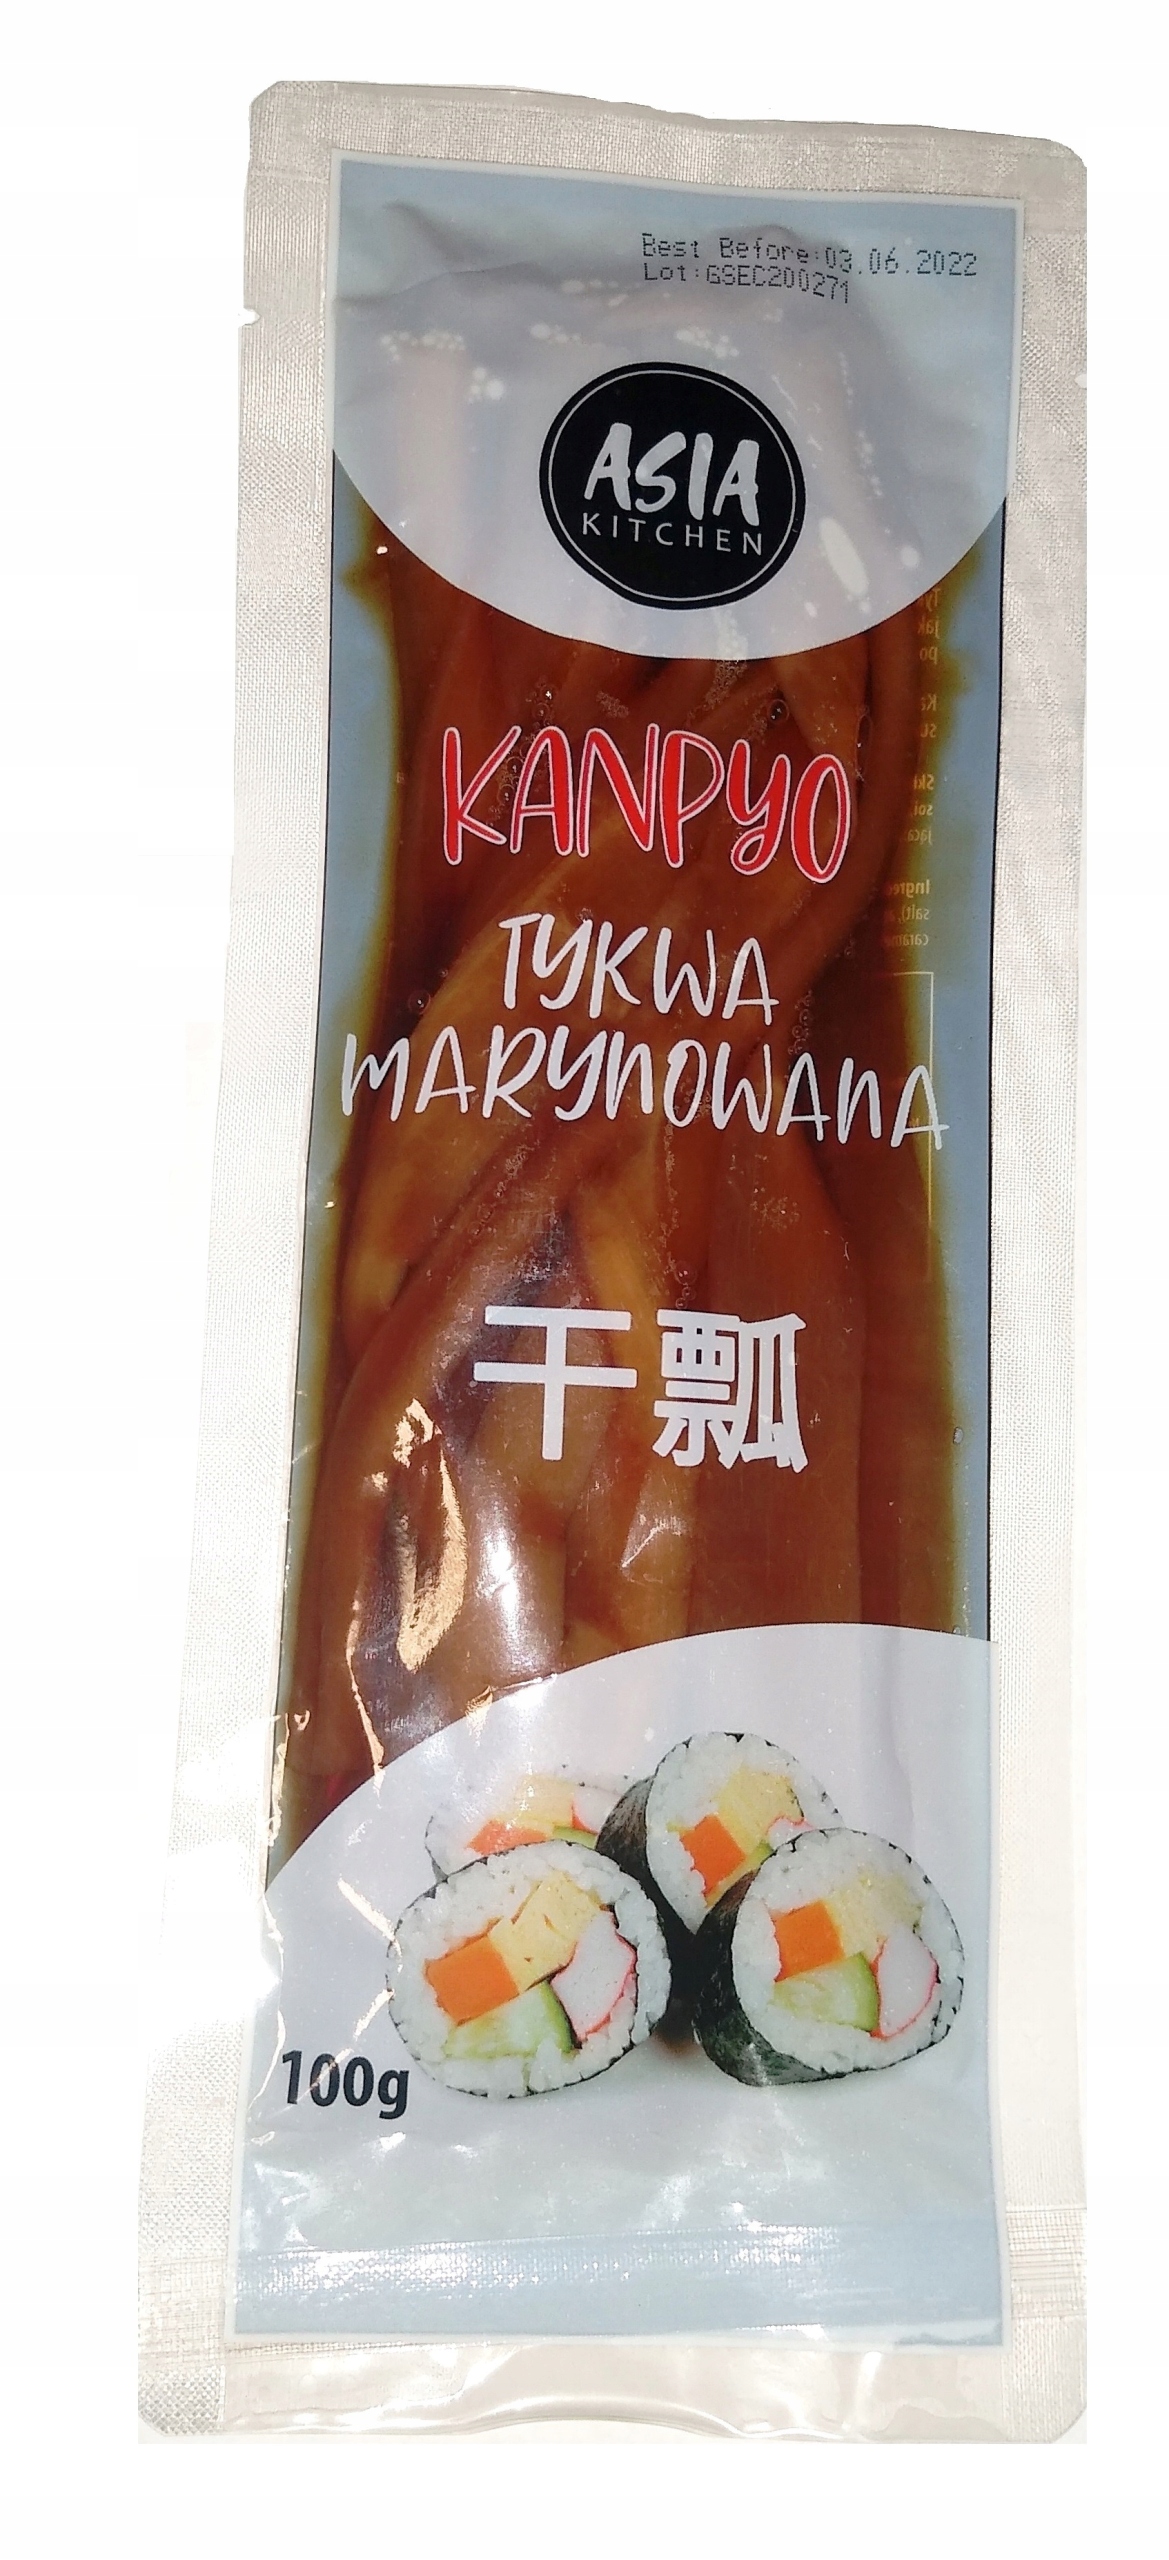 Best Before:03.06.2022
Lot:GSEC200271
ASIA
KITCHEN
KANPYO
TYKWA
MARYNOWANA
干瓢
100g